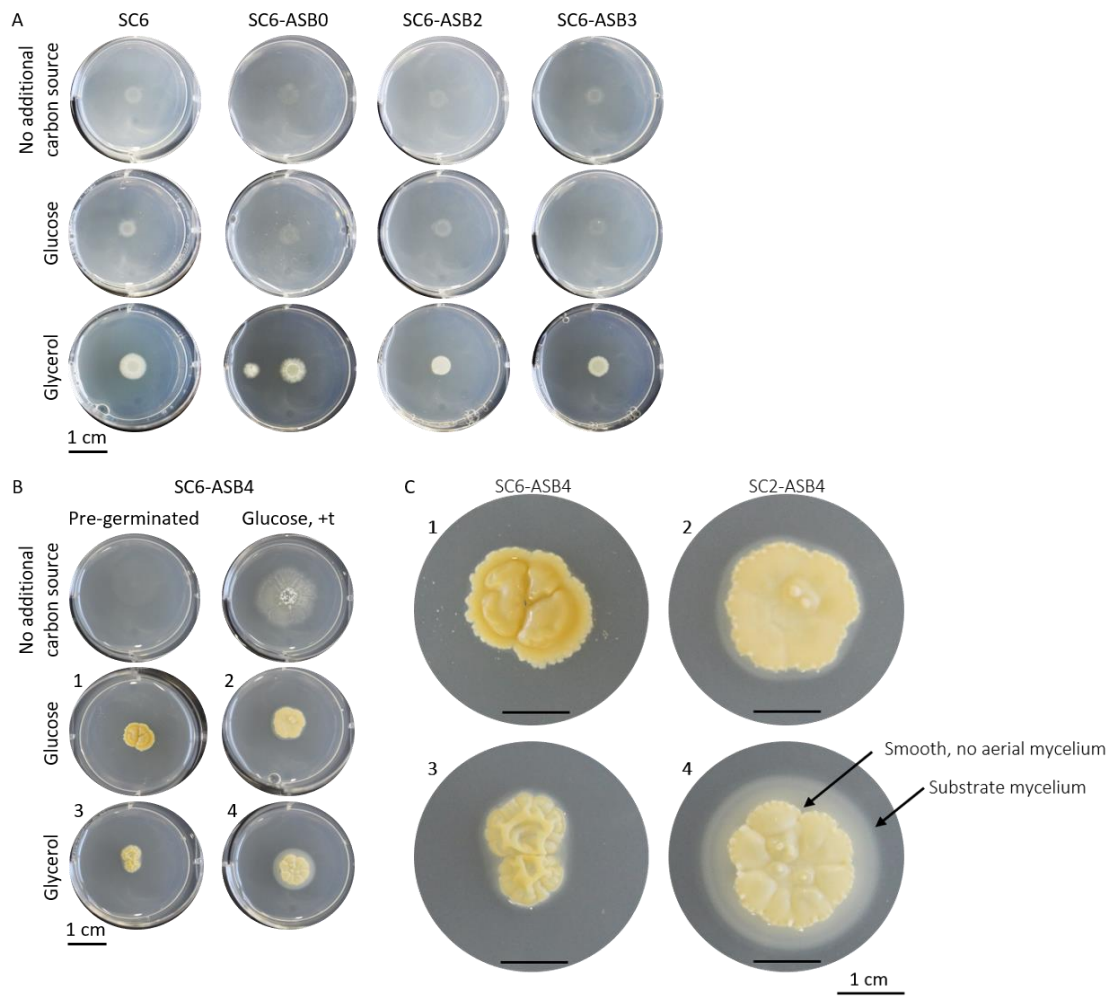 A
SC6
SC6-ASB0
SC6-ASB2
SC6-ASB3
No additional
carbon source
Glucose
Glycerol
1 cm
B
SC6-ASB4
Pre-germinated
Glucose, +t
No additional
carbon source
1
2
Glucose
3
4
Glycerol
1 cm
C
SC6-ASB4
SC2-ASB4
1
2
3
4
Smooth, no aerial mycelium
Substrate mycelium
1 cm